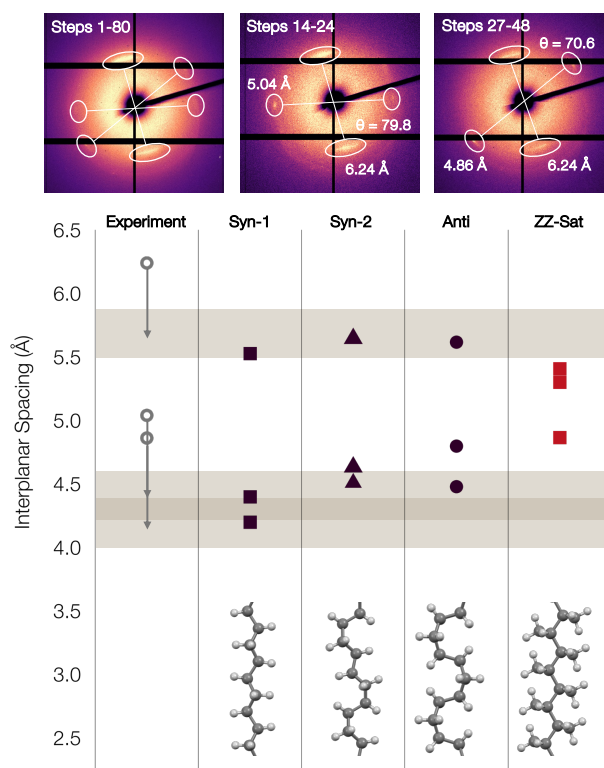 Steps 1-80
Steps 14-24
5.04 Å
θ = 79.8
6.24 Å
Steps 27-48
θ = 70.6
4.86 Å
6.24 Å
Experiment
Syn-1
Syn-2
Anti
ZZ-Sat
Interplanar Spacing (Å)
6.5
6.0
5.5
5.0
4.5
4.0
3.5
3.0
2.5